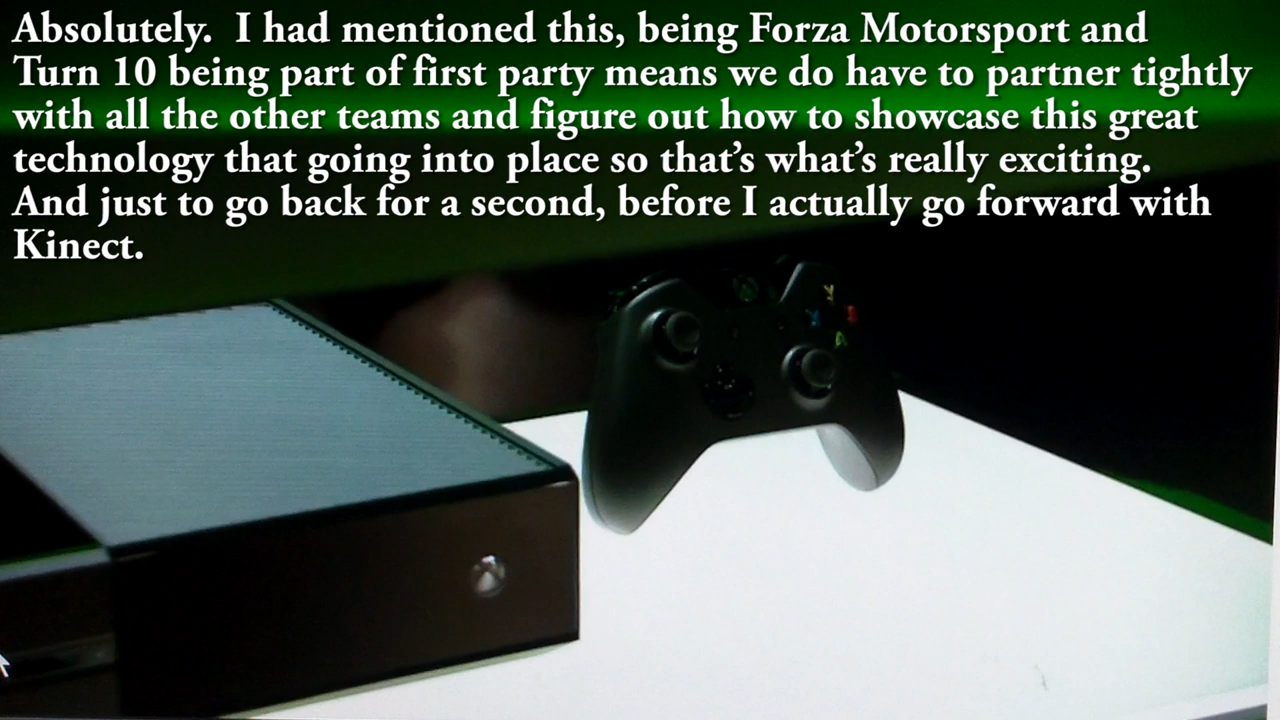 Absolutely.  I had mentioned this, being Forza Motorsport and
Turn 10 being part of first party means we do have to partner tightly
with all the other teams and figure out how to showcase this great
technology that going into place so that’s what’s really exciting.
And just to go back for a second, before I actually go forward with
Kinect.
Y
X
B
A